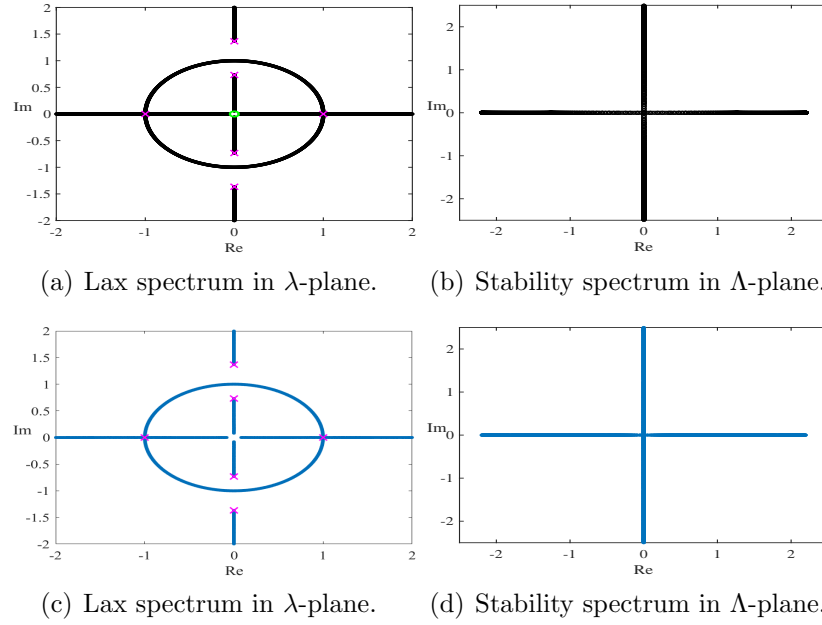 2
1.5
1
0.5
Im 0
-0.5
-1
-1.5
-2
-2 -1 0 1 2
Re
2
1
Im 0
-1
-2
-2 -1 0 1 2
Re
(a) Lax spectrum in λ-plane. (b) Stability spectrum in Λ-plane.
2
1.5
1
0.5
Im 0
-0.5
-1
-1.5
-2
-2 -1 0 1 2
Re
2
1
Im 0
-1
-2
-2 -1 0 1 2
Re
(c) Lax spectrum in λ-plane. (d) Stability spectrum in Λ-plane.